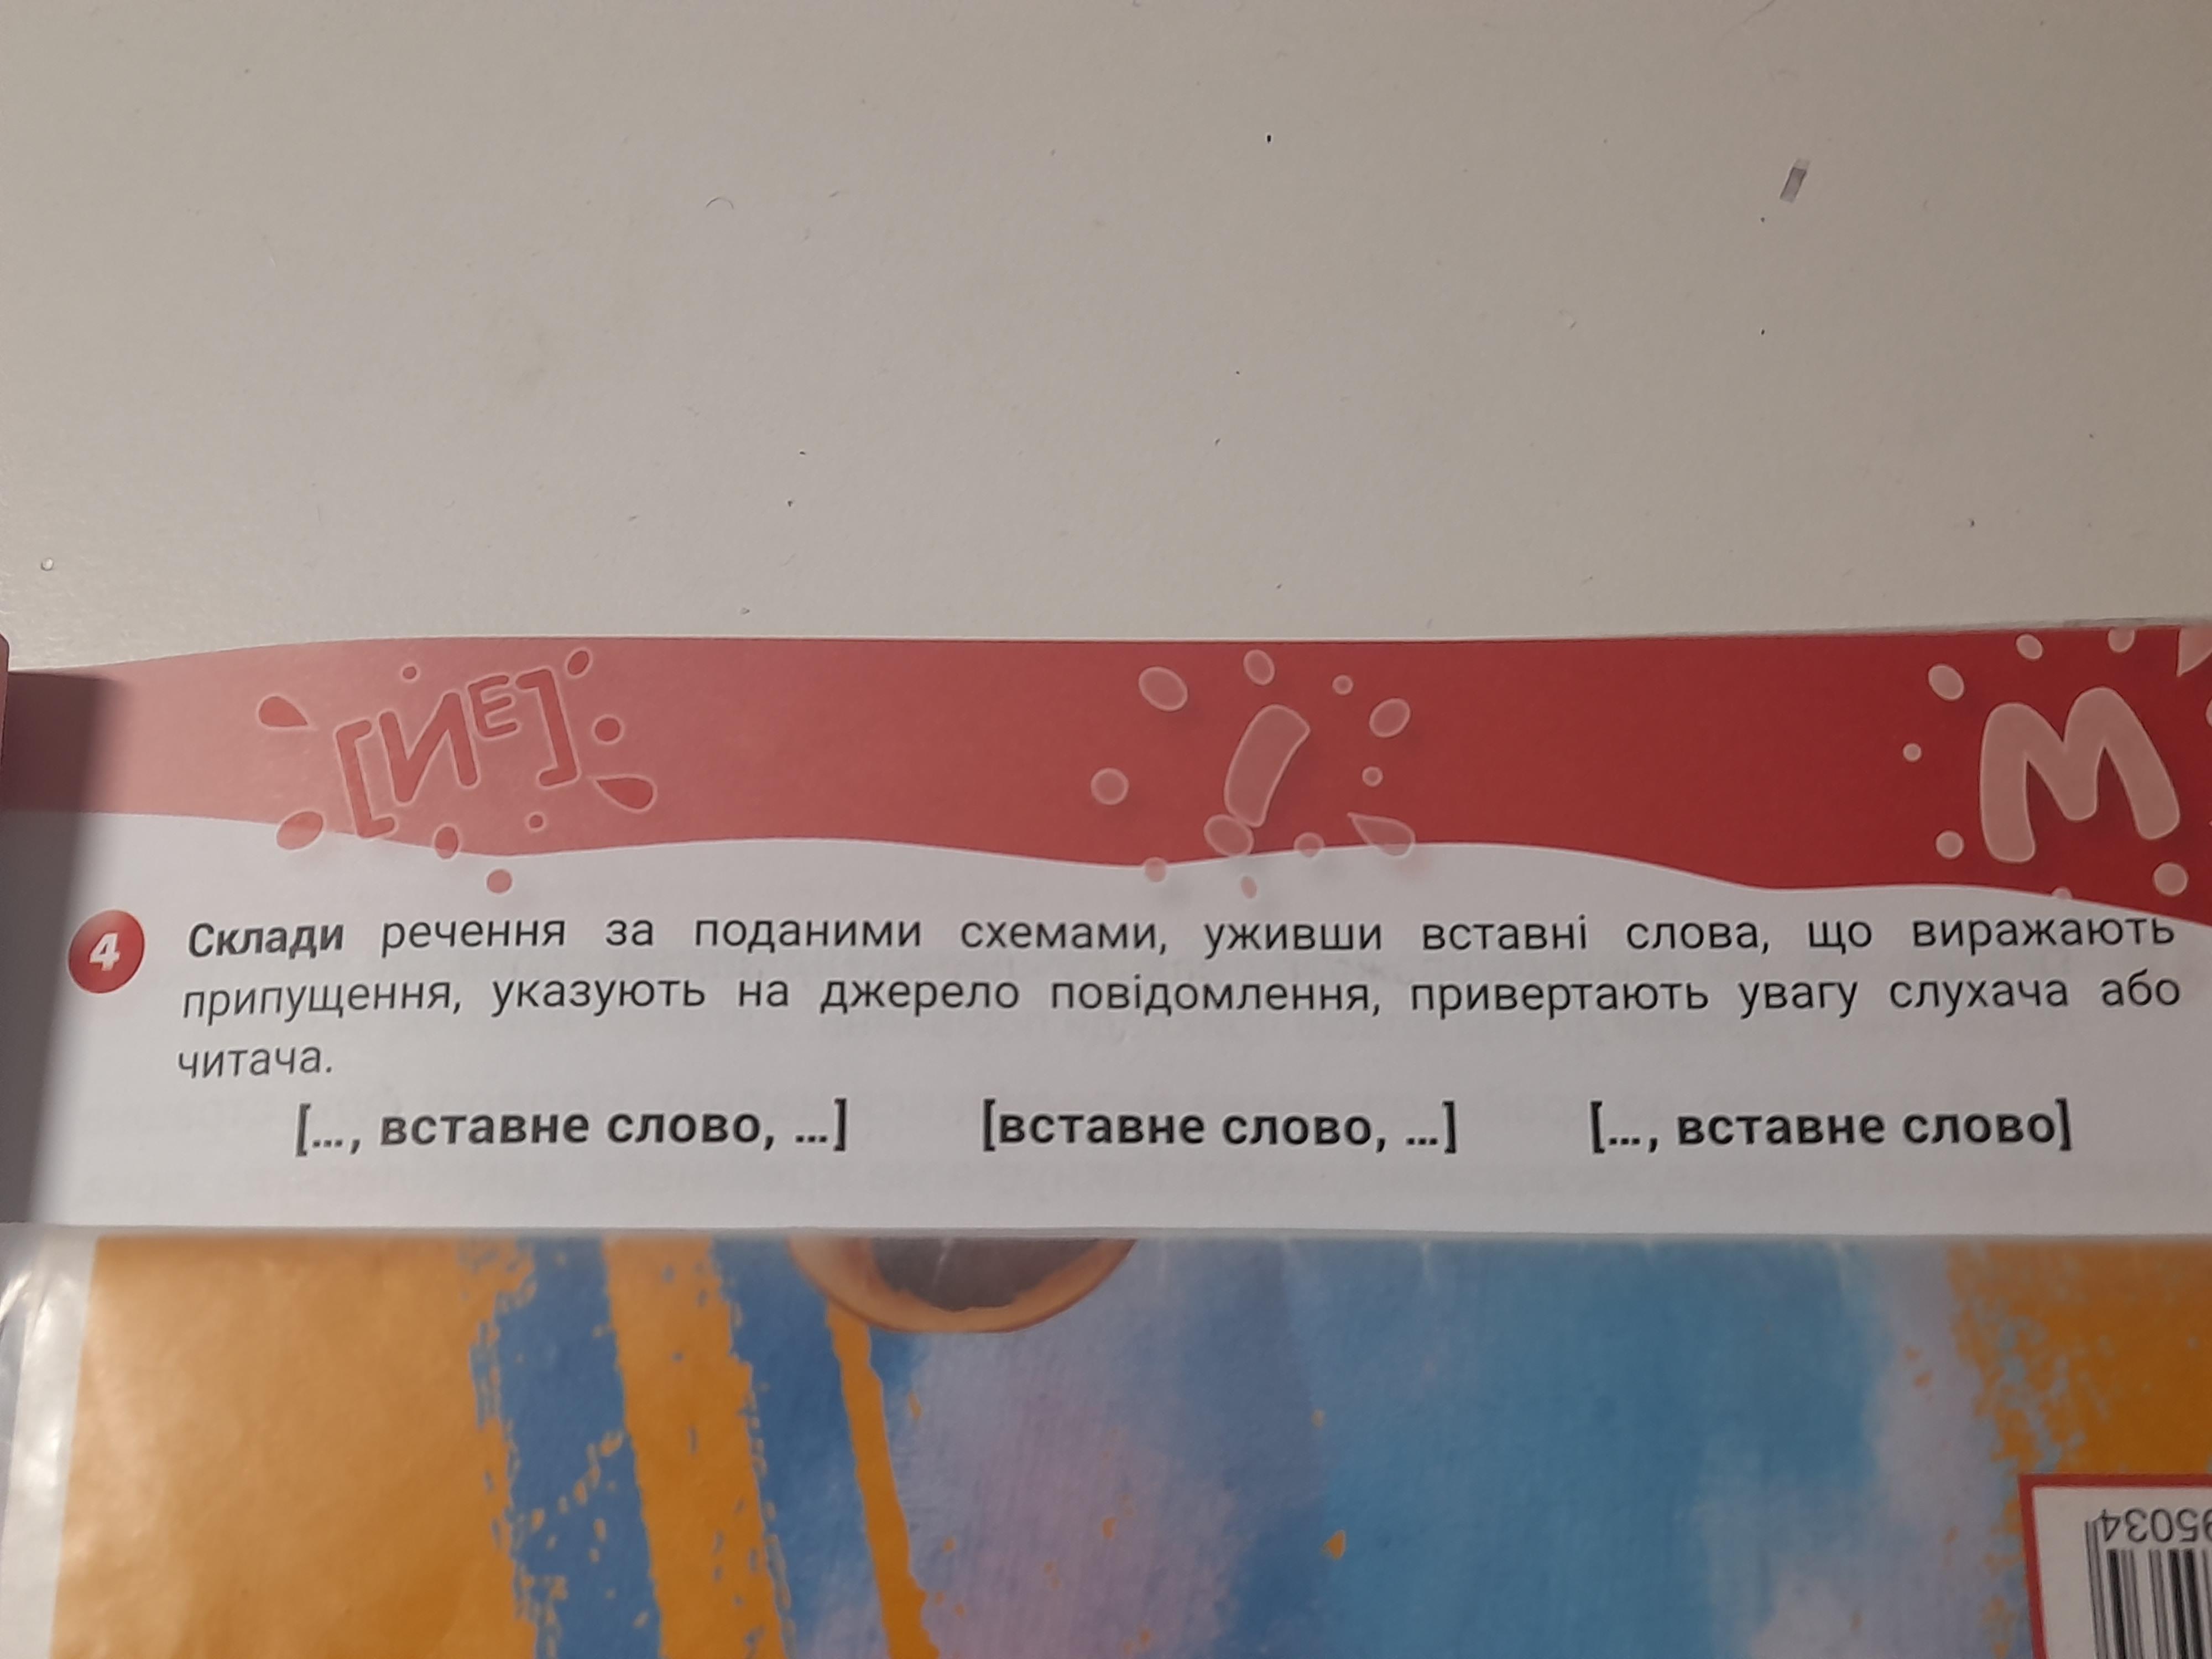 [ИЕ] ! М
4 Склади речення за поданими схемами, уживши вставні слова, що виражають
припущення, указують на джерело повідомлення, привертають увагу слухача або
читача.
[..., вставне слово, ...] [вставне слово, ...] [..., вставне слово]
95034